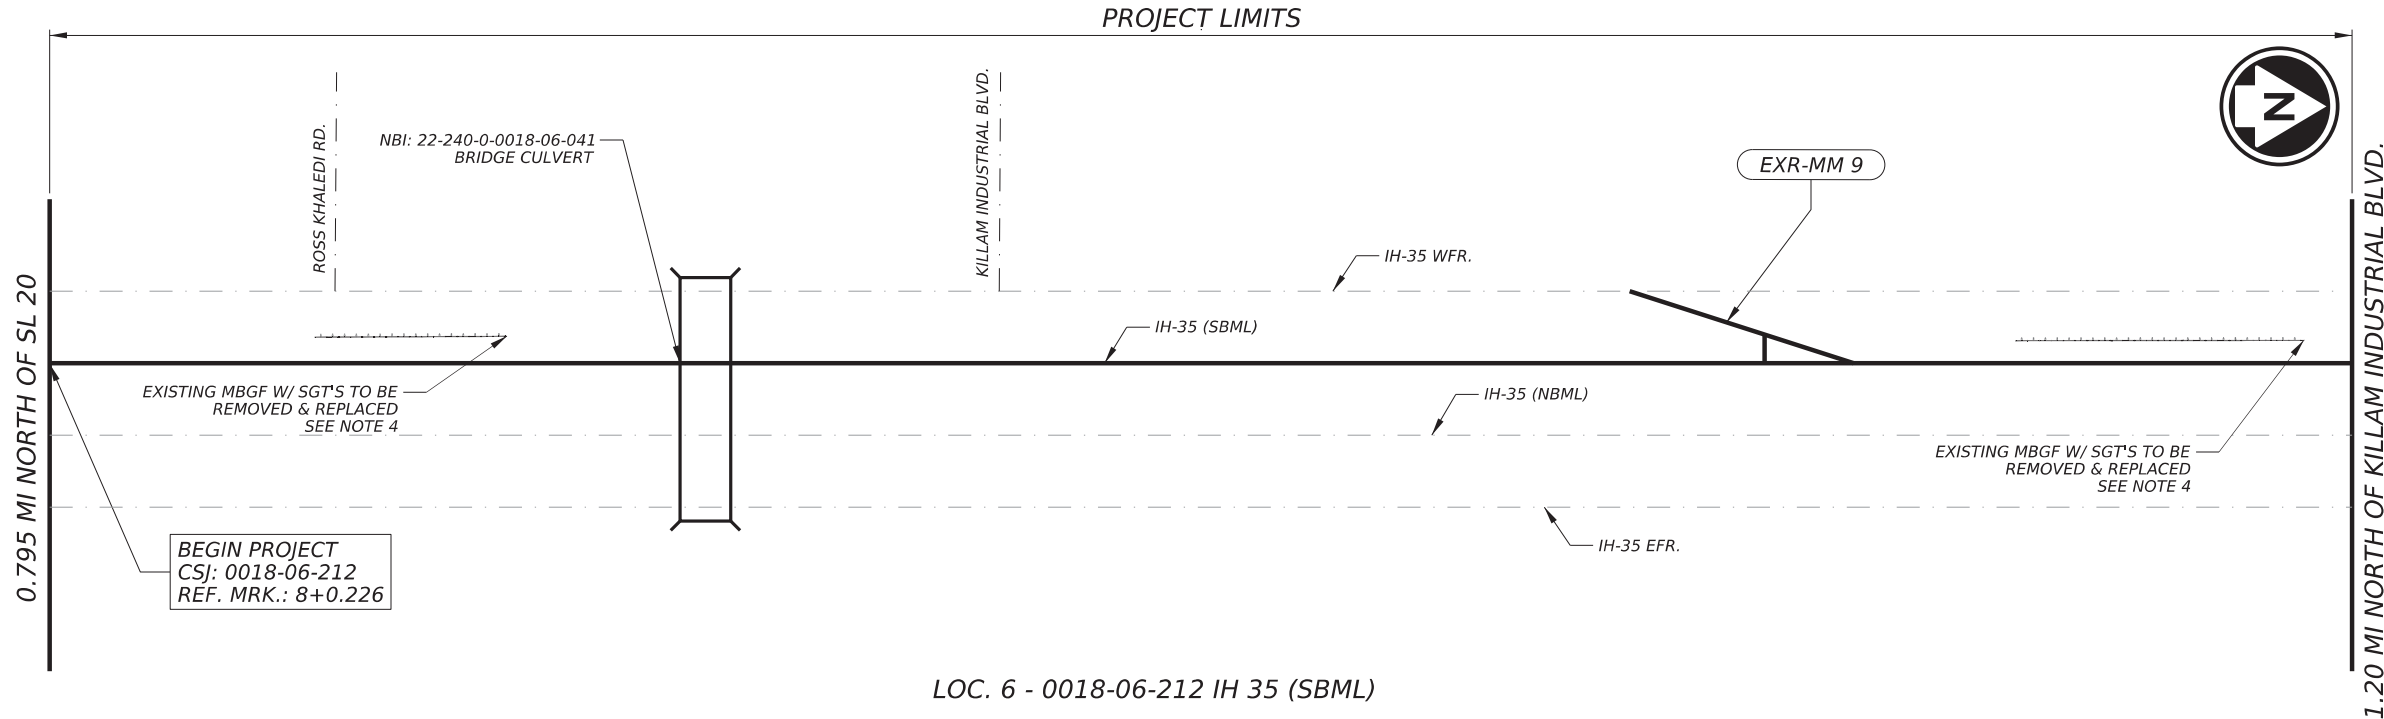 PROJECT LIMITS
N
ROSS KHALEDI RD.
NBI: 22-240-0-0018-06-041
BRIDGE CULVERT
KILLAM INDUSTRIAL BLVD.
EXR-MM 9
IH-35 WFR.
IH-35 (SBML)
0.795 MI NORTH OF SL 20
1.20 MI NORTH OF KILLAM INDUSTRIAL BLVD.
EXISTING MBGF W/ SGT'S TO BE
REMOVED & REPLACED
SEE NOTE 4
IH-35 (NBML)
EXISTING MBGF W/ SGT'S TO BE
REMOVED & REPLACED
SEE NOTE 4
BEGIN PROJECT
CSJ: 0018-06-212
REF. MRK.: 8+0.226
IH-35 EFR.
LOC. 6 - 0018-06-212 IH 35 (SBML)